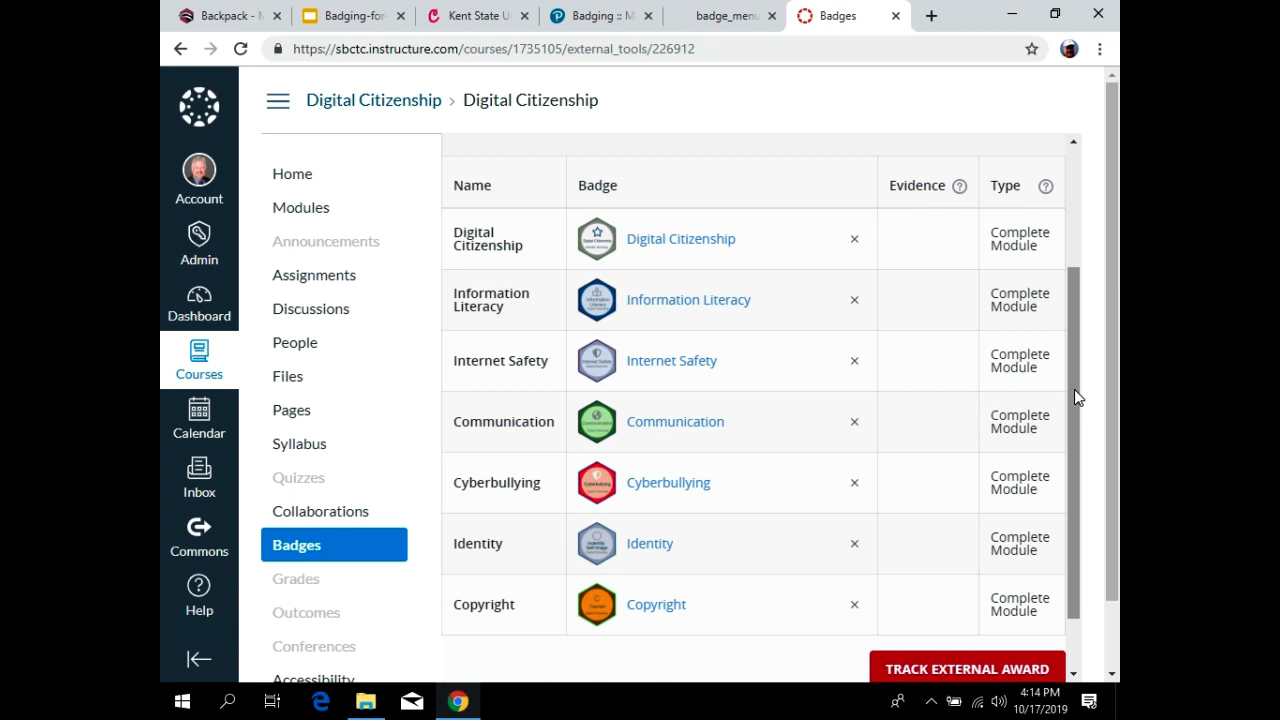 Backpack - M
Badging-for-
Kent State U
Badging :: M
badge_menu
Badges
https://sbctc.instructure.com/courses/1735105/external_tools/226912
Digital Citizenship > Digital Citizenship
Account
Admin
Dashboard
Courses
Calendar
Inbox
Commons
Help
Home
Modules
Announcements
Assignments
Discussions
People
Files
Pages
Syllabus
Quizzes
Collaborations
Badges
Grades
Outcomes
Conferences
Accessibility
Name Badge Evidence ? Type ?
Digital Citizenship Digital Citizenship × Complete Module
Information Literacy Information Literacy × Complete Module
Internet Safety Internet Safety × Complete Module
Communication Communication × Complete Module
Cyberbullying Cyberbullying × Complete Module
Identity Identity × Complete Module
Copyright Copyright × Complete Module
TRACK EXTERNAL AWARD
4:14 PM
10/17/2019